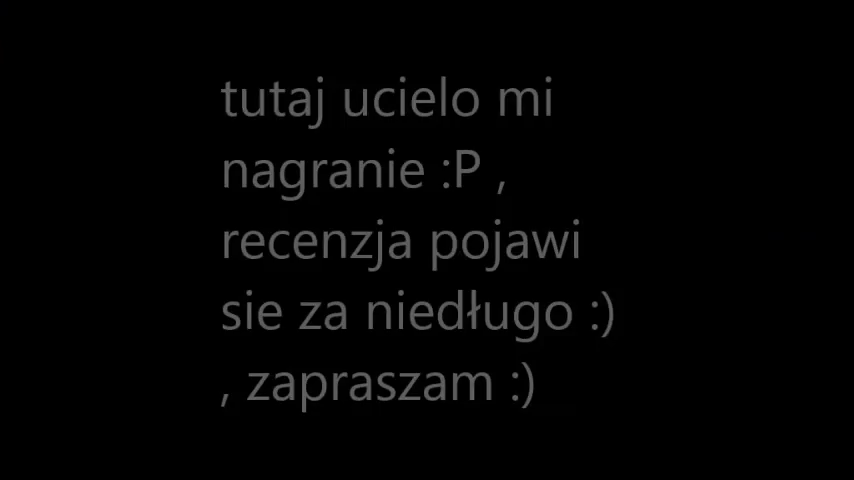 tutaj ucielo mi
nagranie :P ,
recenzja pojawi
sie za niedługo :)
, zapraszam :)